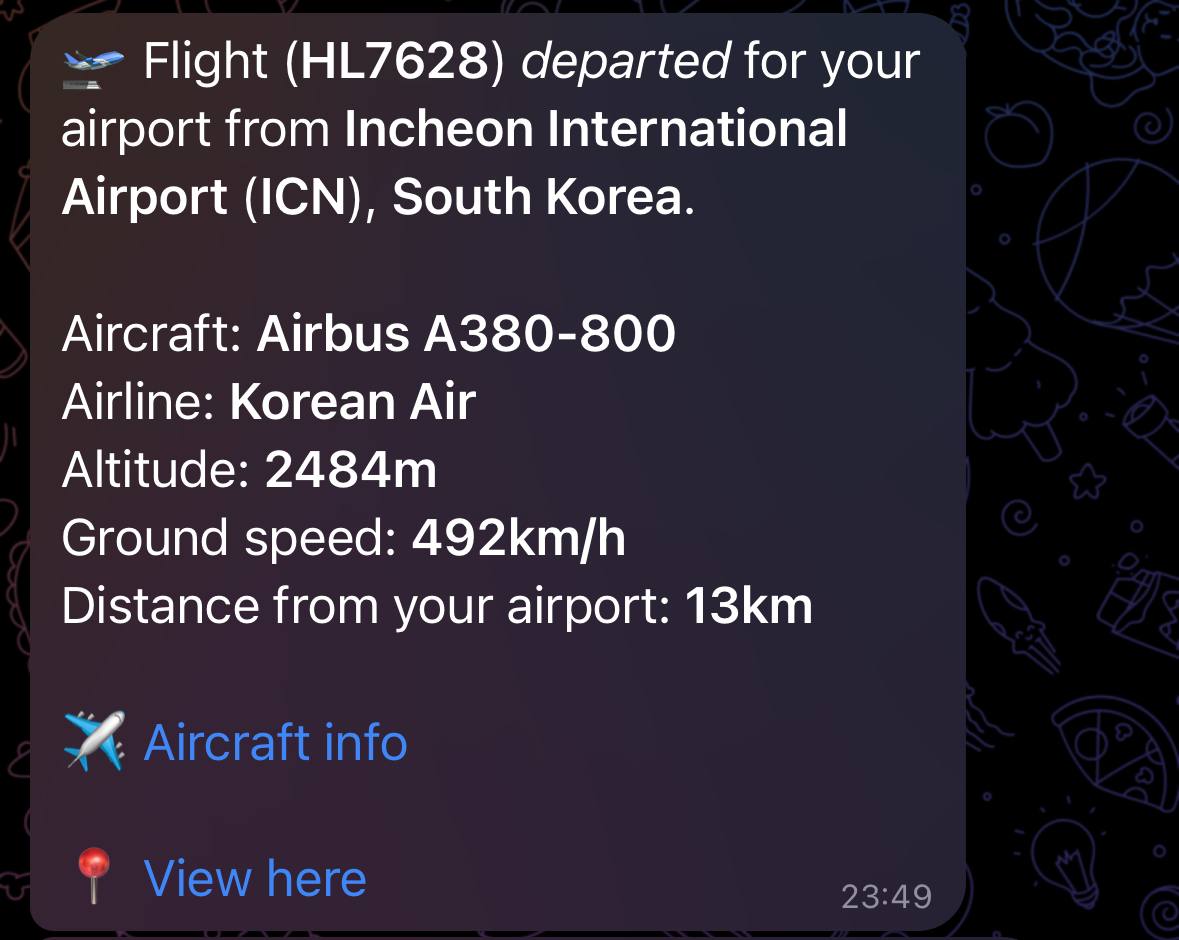 🛫 Flight (HL7628) departed for your
airport from Incheon International
Airport (ICN), South Korea.
Aircraft: Airbus A380-800
Airline: Korean Air
Altitude: 2484m
Ground speed: 492km/h
Distance from your airport: 13km
✈️ Aircraft info
📍 View here
23:49